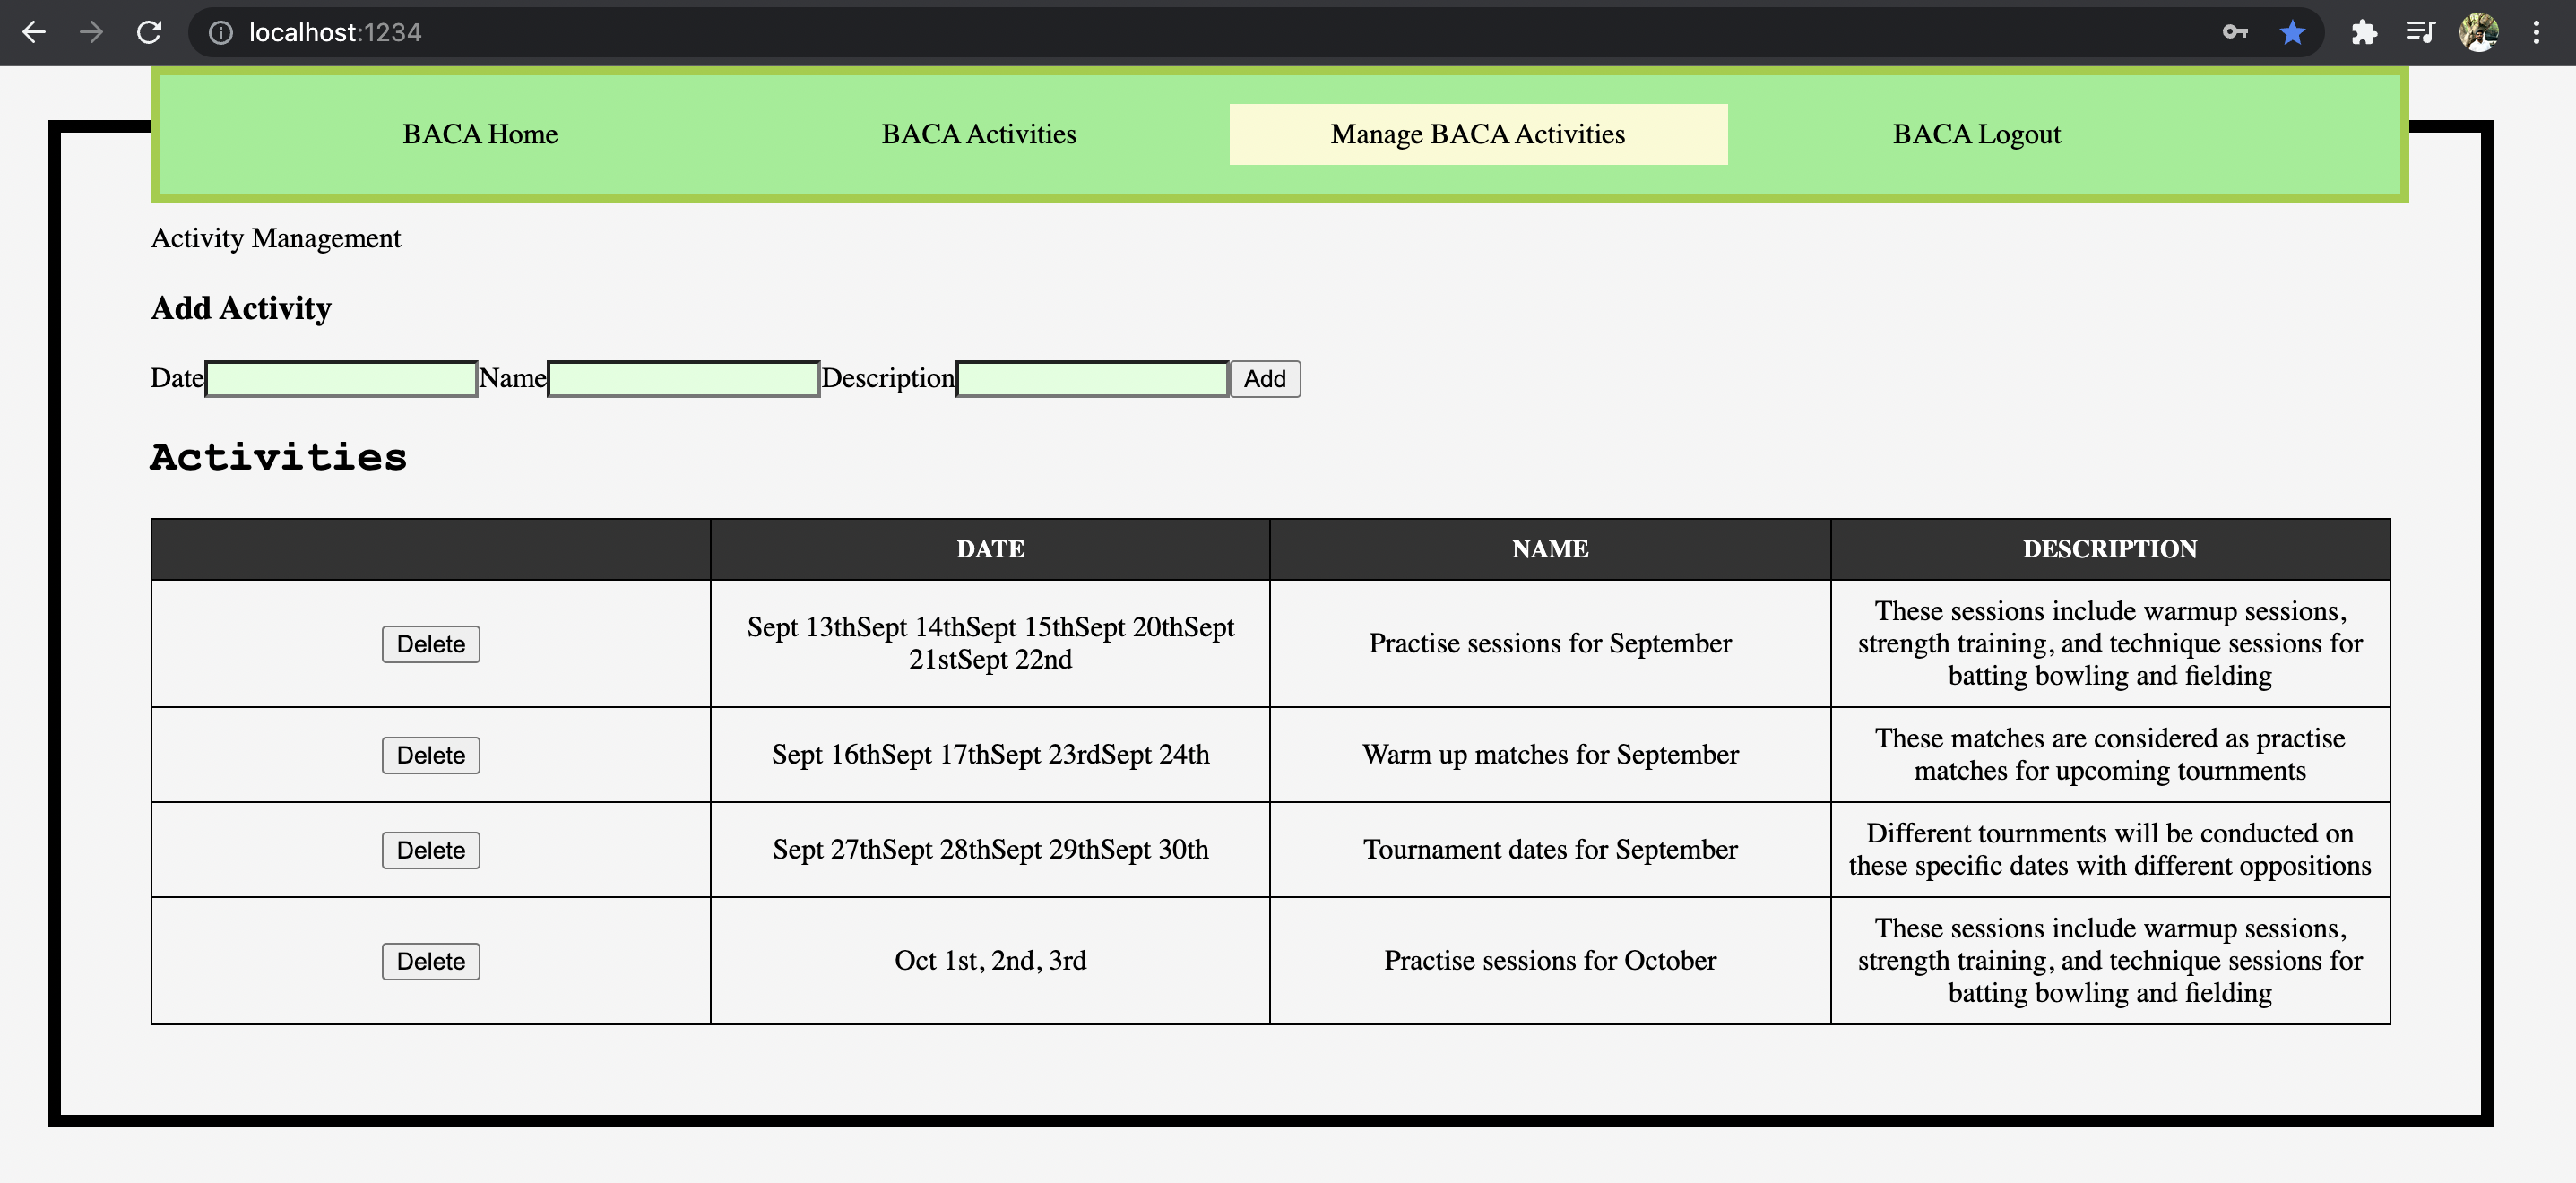 localhost:1234
BACA Home BACA Activities Manage BACA Activities BACA Logout
Activity Management
Add Activity
Date Name Description Add
Activities
DATE NAME DESCRIPTION
Delete
Sept 13thSept 14thSept 15thSept 20thSept
21stSept 22nd
Practise sessions for September
These sessions include warmup sessions,
strength training, and technique sessions for
batting bowling and fielding
Delete
Sept 16thSept 17thSept 23rdSept 24th
Warm up matches for September
These matches are considered as practise
matches for upcoming tournments
Delete
Sept 27thSept 28thSept 29thSept 30th
Tournament dates for September
Different tournments will be conducted on
these specific dates with different oppositions
Delete
Oct 1st, 2nd, 3rd
Practise sessions for October
These sessions include warmup sessions,
strength training, and technique sessions for
batting bowling and fielding